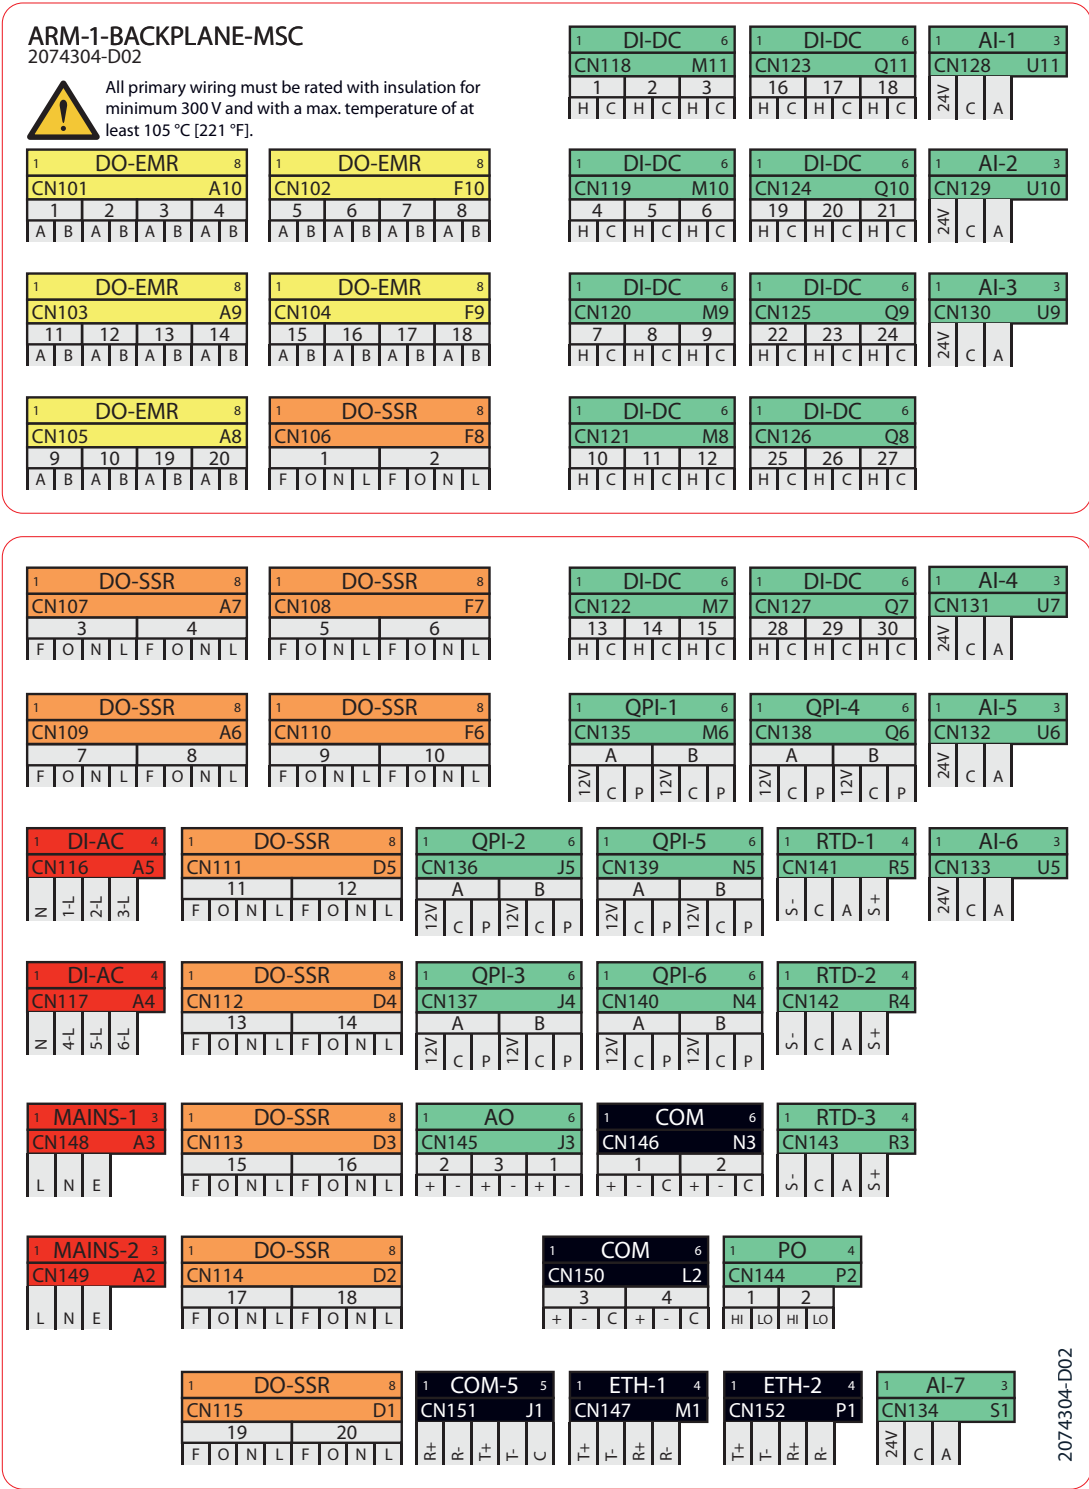 ARM-1-BACKPLANE-MSC
2074304-D02
All primary wiring must be rated with insulation for
minimum 300 V and with a max. temperature of at
least 105 °C [221 °F].
1 DI-DC 6 1 DI-DC 6 1 AI-1 3
CN118 M11 CN123 Q11 CN128 U11
1 2 3 16 17 18
H C H C H C H C H C H C 24V C A
1 DO-EMR 8 1 DO-EMR 8 1 DI-DC 6 1 DI-DC 6 1 AI-2 3
CN101 A10 CN102 F10 CN119 M10 CN124 Q10 CN129 U10
1 2 3 4 5 6 7 8 4 5 6 19 20 21
A B A B A B A B A B A B A B A B H C H C H C H C H C H C 24V C A
1 DO-EMR 8 1 DO-EMR 8 1 DI-DC 6 1 DI-DC 6 1 AI-3 3
CN103 A9 CN104 F9 CN120 M9 CN125 Q9 CN130 U9
11 12 13 14 15 16 17 18 7 8 9 22 23 24
A B A B A B A B A B A B A B A B H C H C H C H C H C H C 24V C A
1 DO-EMR 8 1 DO-SSR 8 1 DI-DC 6 1 DI-DC 6
CN105 A8 CN106 F8 CN121 M8 CN126 Q8
9 10 19 20 1 2 10 11 12 25 26 27
A B A B A B A B F O N L F O N L H C H C H C H C H C H C
1 DO-SSR 8 1 DO-SSR 8 1 DI-DC 6 1 DI-DC 6 1 AI-4 3
CN107 A7 CN108 F7 CN122 M7 CN127 Q7 CN131 U7
3 4 5 6 13 14 15 28 29 30
F O N L F O N L F O N L F O N L H C H C H C H C H C H C 24V C A
1 DO-SSR 8 1 DO-SSR 8 1 QPI-1 6 1 QPI-4 6 1 AI-5 3
CN109 A6 CN110 F6 CN135 M6 CN138 Q6 CN132 U6
7 8 9 10 A B A B
F O N L F O N L F O N L F O N L 12V C P 12V C P 12V C P 12V C P 24V C A
1 DI-AC 4 1 DO-SSR 8 1 QPI-2 6 1 QPI-5 6 1 RTD-1 4 1 AI-6 3
CN116 A5 CN111 D5 CN136 J5 CN139 N5 CN141 R5 CN133 U5
11 12 A B A B
N 1-L 2-L 3-L F O N L F O N L 12V C P 12V C P 12V C P 12V C P S- C A S+ 24V C A
1 DI-AC 4 1 DO-SSR 8 1 QPI-3 6 1 QPI-6 6 1 RTD-2 4
CN117 A4 CN112 D4 CN137 J4 CN140 N4 CN142 R4
13 14 A B A B
N 4-L 5-L 6-L F O N L F O N L 12V C P 12V C P 12V C P 12V C P S- C A S+
1 MAINS-1 3 1 DO-SSR 8 1 AO 6 1 COM 6 1 RTD-3 4
CN148 A3 CN113 D3 CN145 J3 CN146 N3 CN143 R3
15 16 2 3 1 1 2
L N E F O N L F O N L + - + - + - + - C + - C S- C A S+
1 MAINS-2 3 1 DO-SSR 8 1 COM 6 1 PO 4
CN149 A2 CN114 D2 CN150 L2 CN144 P2
17 18 3 4 1 2
L N E F O N L F O N L + - C + - C HI LO HI LO
1 DO-SSR 8 1 COM-5 5 1 ETH-1 4 1 ETH-2 4 1 AI-7 3
CN115 D1 CN151 J1 CN147 M1 CN152 P1 CN134 S1
19 20
F O N L F O N L R+ R- T+ T- C T+ T- R+ R- T+ T- R+ R- 24V C A
2074304-D02